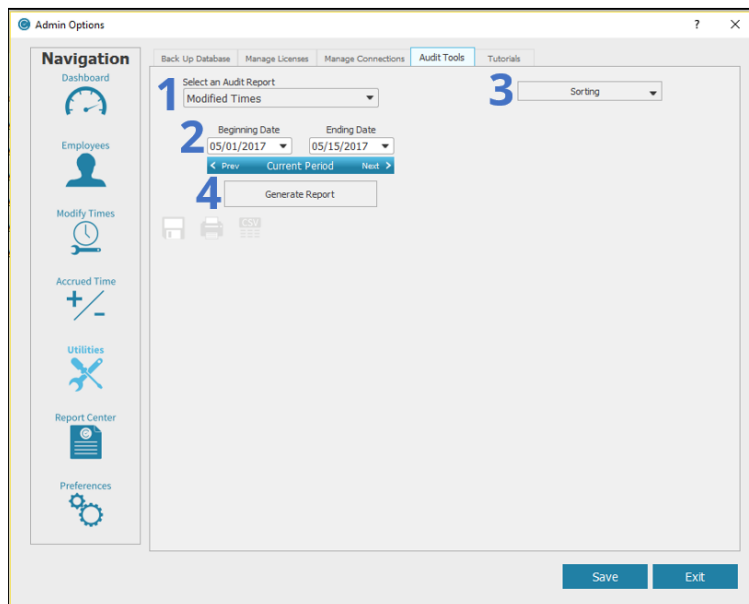 Admin Options
?
Navigation
Dashboard
Employees
Modify Times
Accrued Time
Utilities
Report Center
Preferences
Back Up Database Manage Licenses Manage Connections Audit Tools Tutorials
1 Select an Audit Report
Modified Times
3 Sorting
2 Beginning Date Ending Date
05/01/2017 05/15/2017
< Prev Current Period Next >
4 Generate Report
CSV
Save Exit